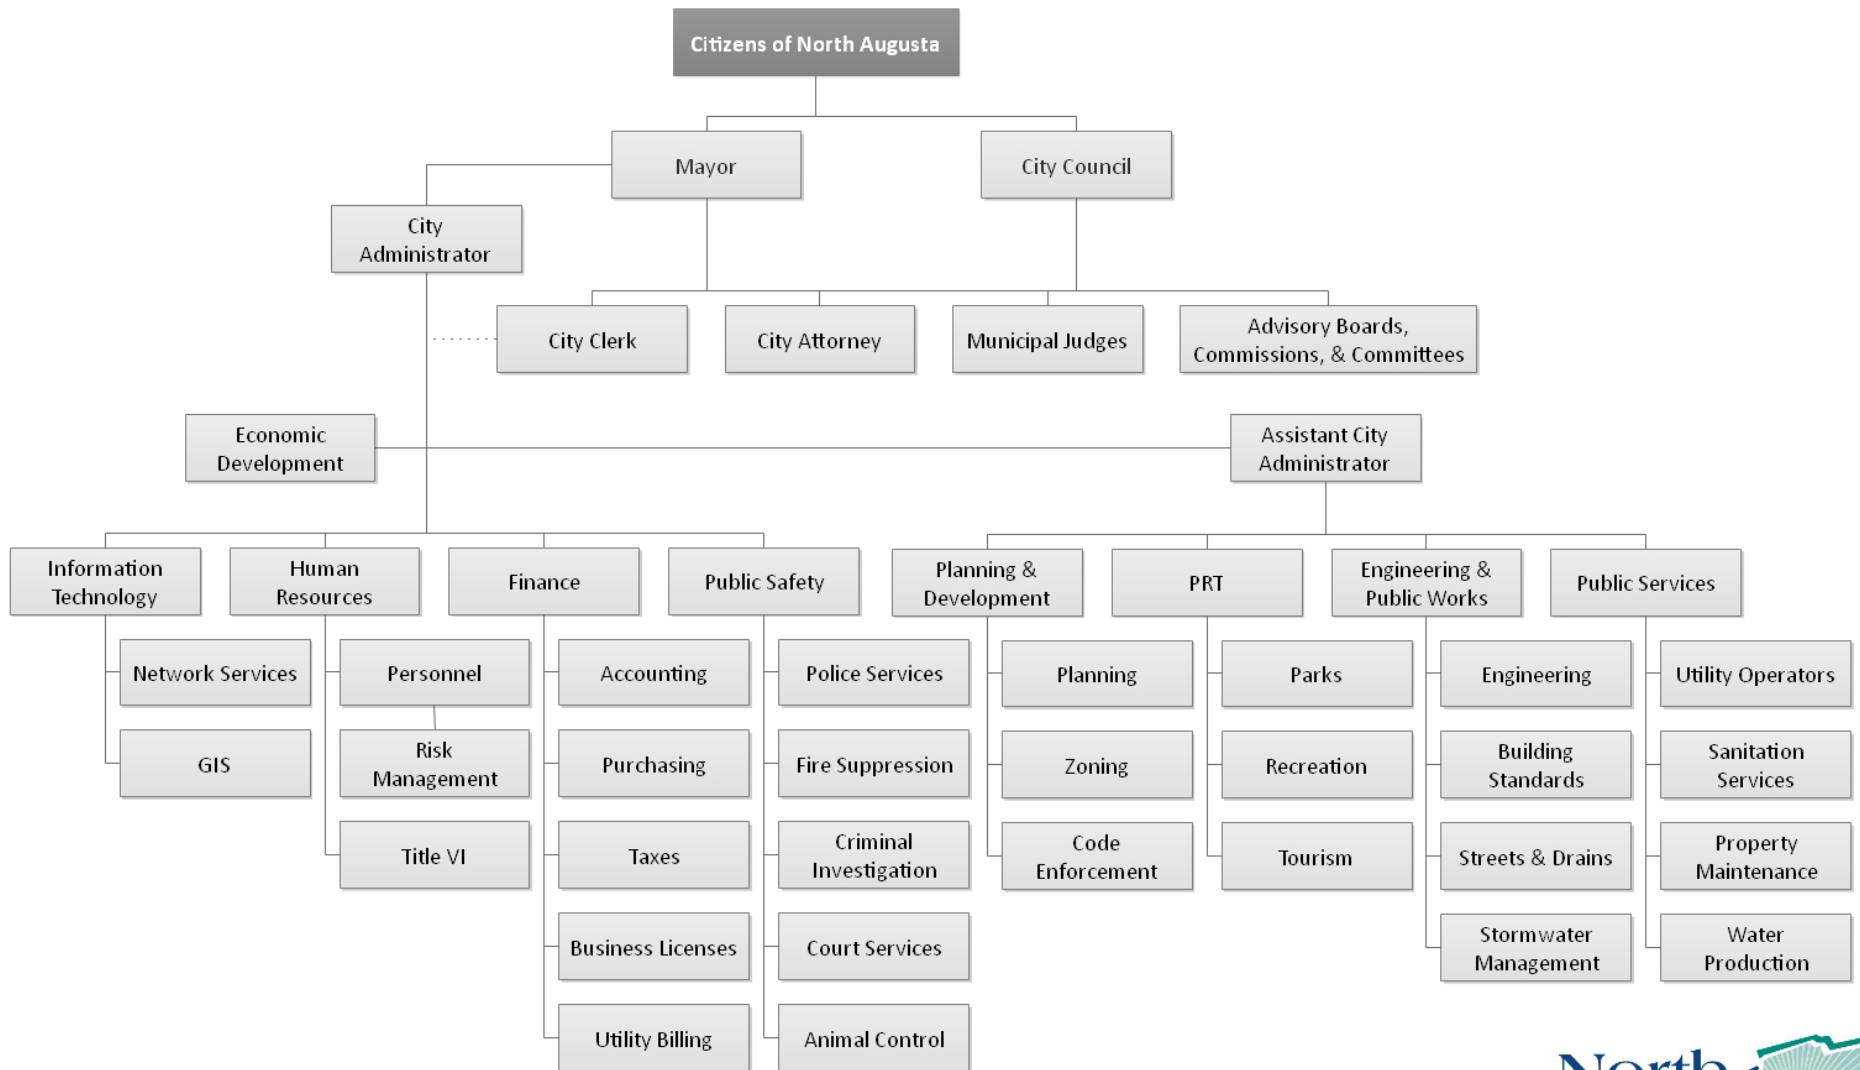 Citizens of North Augusta
Mayor
City Council
City
Administrator
City Clerk
City Attorney
Municipal Judges
Advisory Boards,
Commissions, & Committees
Economic
Development
Assistant City
Administrator
Information
Technology
Human
Resources
Finance
Public Safety
Planning &
Development
PRT
Engineering &
Public Works
Public Services
Network Services
Personnel
Accounting
Police Services
Planning
Parks
Engineering
Utility Operators
GIS
Risk
Management
Purchasing
Fire Suppression
Zoning
Recreation
Building
Standards
Sanitation
Services
Title VI
Taxes
Criminal
Investigation
Code
Enforcement
Tourism
Streets & Drains
Property
Maintenance
Business Licenses
Court Services
Stormwater
Management
Water
Production
Utility Billing
Animal Control
North